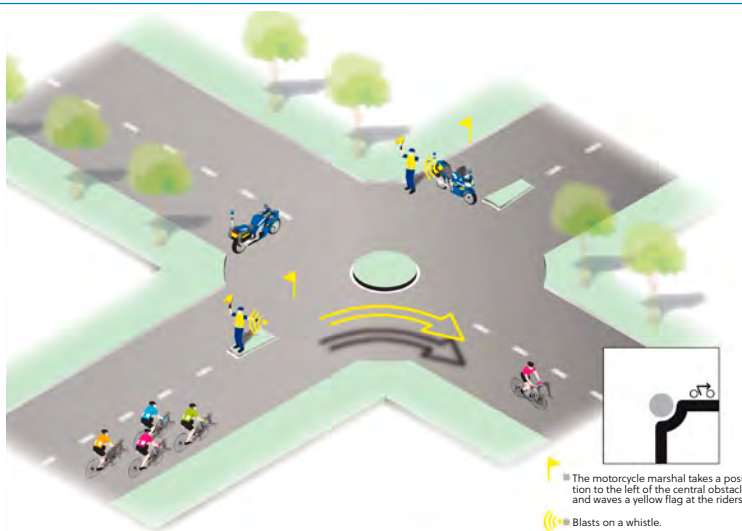 The motorcycle marshal takes a posi-
tion to the left of the central obstacl
and waves a yellow flag at the riders
Blasts on a whistle.